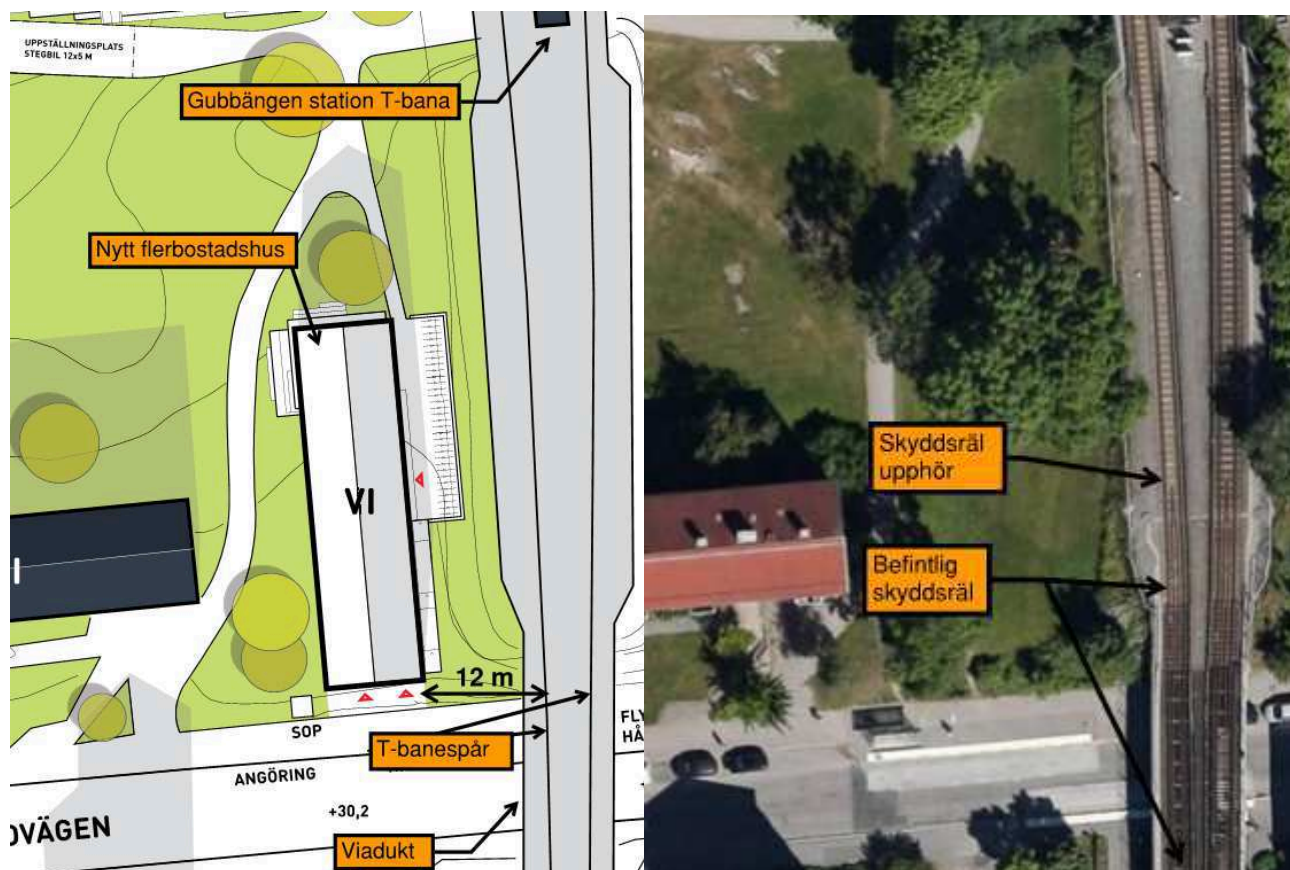 UPPSTÄLLNINGSPLATS
STEGBIL 12x5 M
Gubbängen station T-bana
Nytt flerbostadshus
VI
I
12 m
SOP
FLY
HÅ
T-banespår
ANGÖRING
+30,2
OVÄGEN
Viadukt
Skyddsräl
upphör
Befintlig
skyddsräl